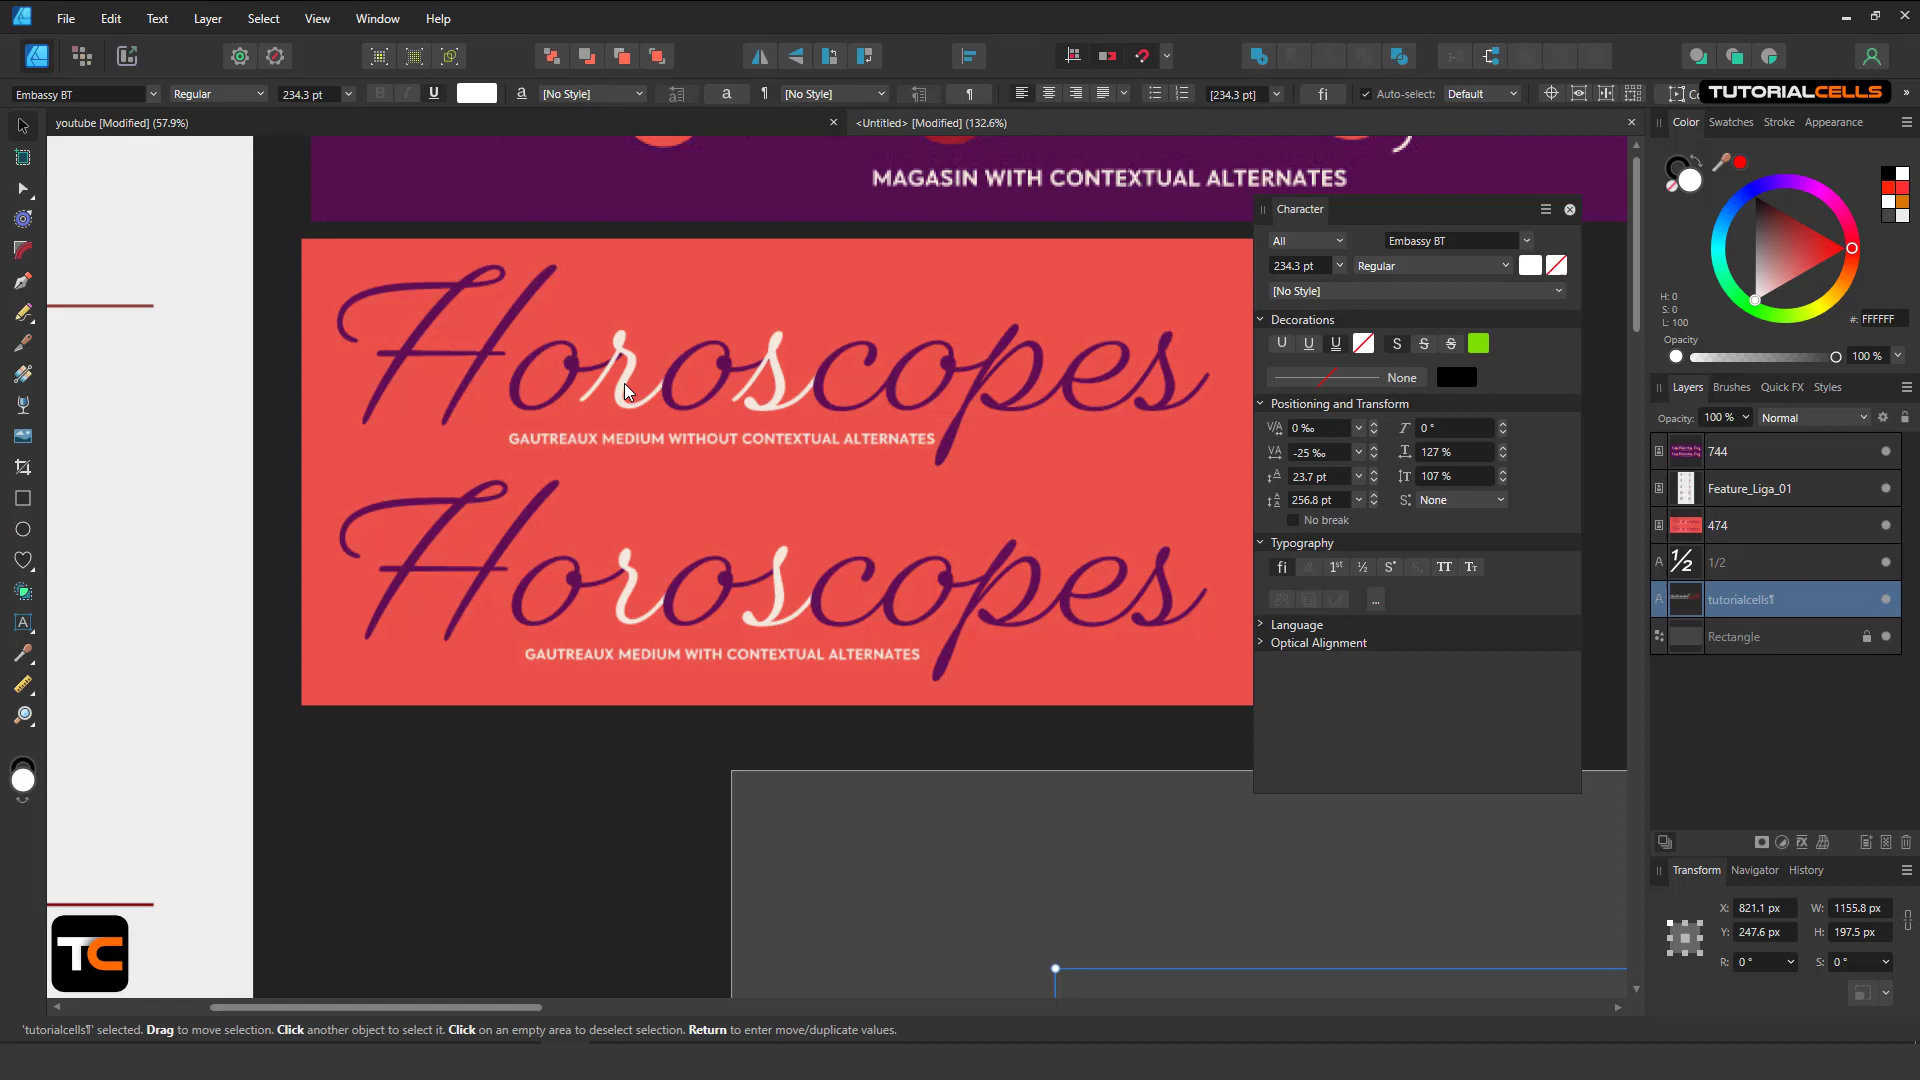 File Edit Text Layer Select View Window Help
Embassy BT Regular 234.3 pt B I U a [No Style] a ¶ [No Style] ¶ [234.3 pt] fi Auto-select: Default TUTORIALCELLS »
youtube [Modified] (57.9%)
<Untitled> [Modified] (132.6%)
MAGASIN WITH CONTEXTUAL ALTERNATES
Horoscopes
GAUTREAUX MEDIUM WITHOUT CONTEXTUAL ALTERNATES
Horoscopes
GAUTREAUX MEDIUM WITH CONTEXTUAL ALTERNATES
TC
Character
All Embassy BT
234.3 pt Regular
[No Style]
Decorations
U U U S S S
None
Positioning and Transform
0 ‰ 0 °
-25 ‰ 127 %
23.7 pt 107 %
256.8 pt None
No break
Typography
fi 1st ½ TT Tт
...
Language
Optical Alignment
Color Swatches Stroke Appearance
H: 0
S: 0
L: 100
#: FFFFFF
Opacity
100 %
Layers Brushes Quick FX Styles
Opacity: 100 % Normal
744
Feature_Liga_01
474
A 1/2 1/2
A tutorialcells¶
Rectangle
Transform Navigator History
X: 821.1 px W: 1155.8 px
Y: 247.6 px H: 197.5 px
R: 0 ° S: 0 °
'tutorialcells¶' selected. Drag to move selection. Click another object to select it. Click on an empty area to deselect selection. Return to enter move/duplicate values.